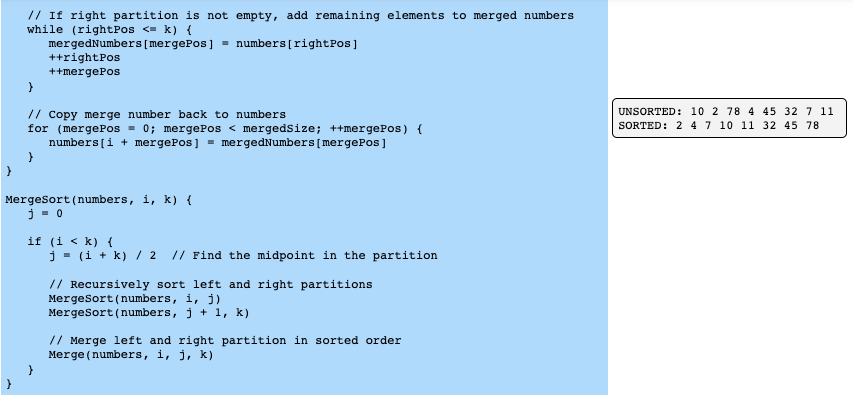 // If right partition is not empty, add remaining elements to merged numbers
while (rightPos <= k) {
mergedNumbers[mergePos] = numbers[rightPos]
++rightPos
++mergePos
}
// Copy merge number back to numbers
for (mergePos = 0; mergePos < mergedSize; ++mergePos) {
numbers[i + mergePos] = mergedNumbers[mergePos]
}
}
MergeSort(numbers, i, k) {
j = 0
if (i < k) {
j = (i + k) / 2  // Find the midpoint in the partition
// Recursively sort left and right partitions
MergeSort(numbers, i, j)
MergeSort(numbers, j + 1, k)
// Merge left and right partition in sorted order
Merge(numbers, i, j, k)
}
}
UNSORTED: 10 2 78 4 45 32 7 11
SORTED: 2 4 7 10 11 32 45 78